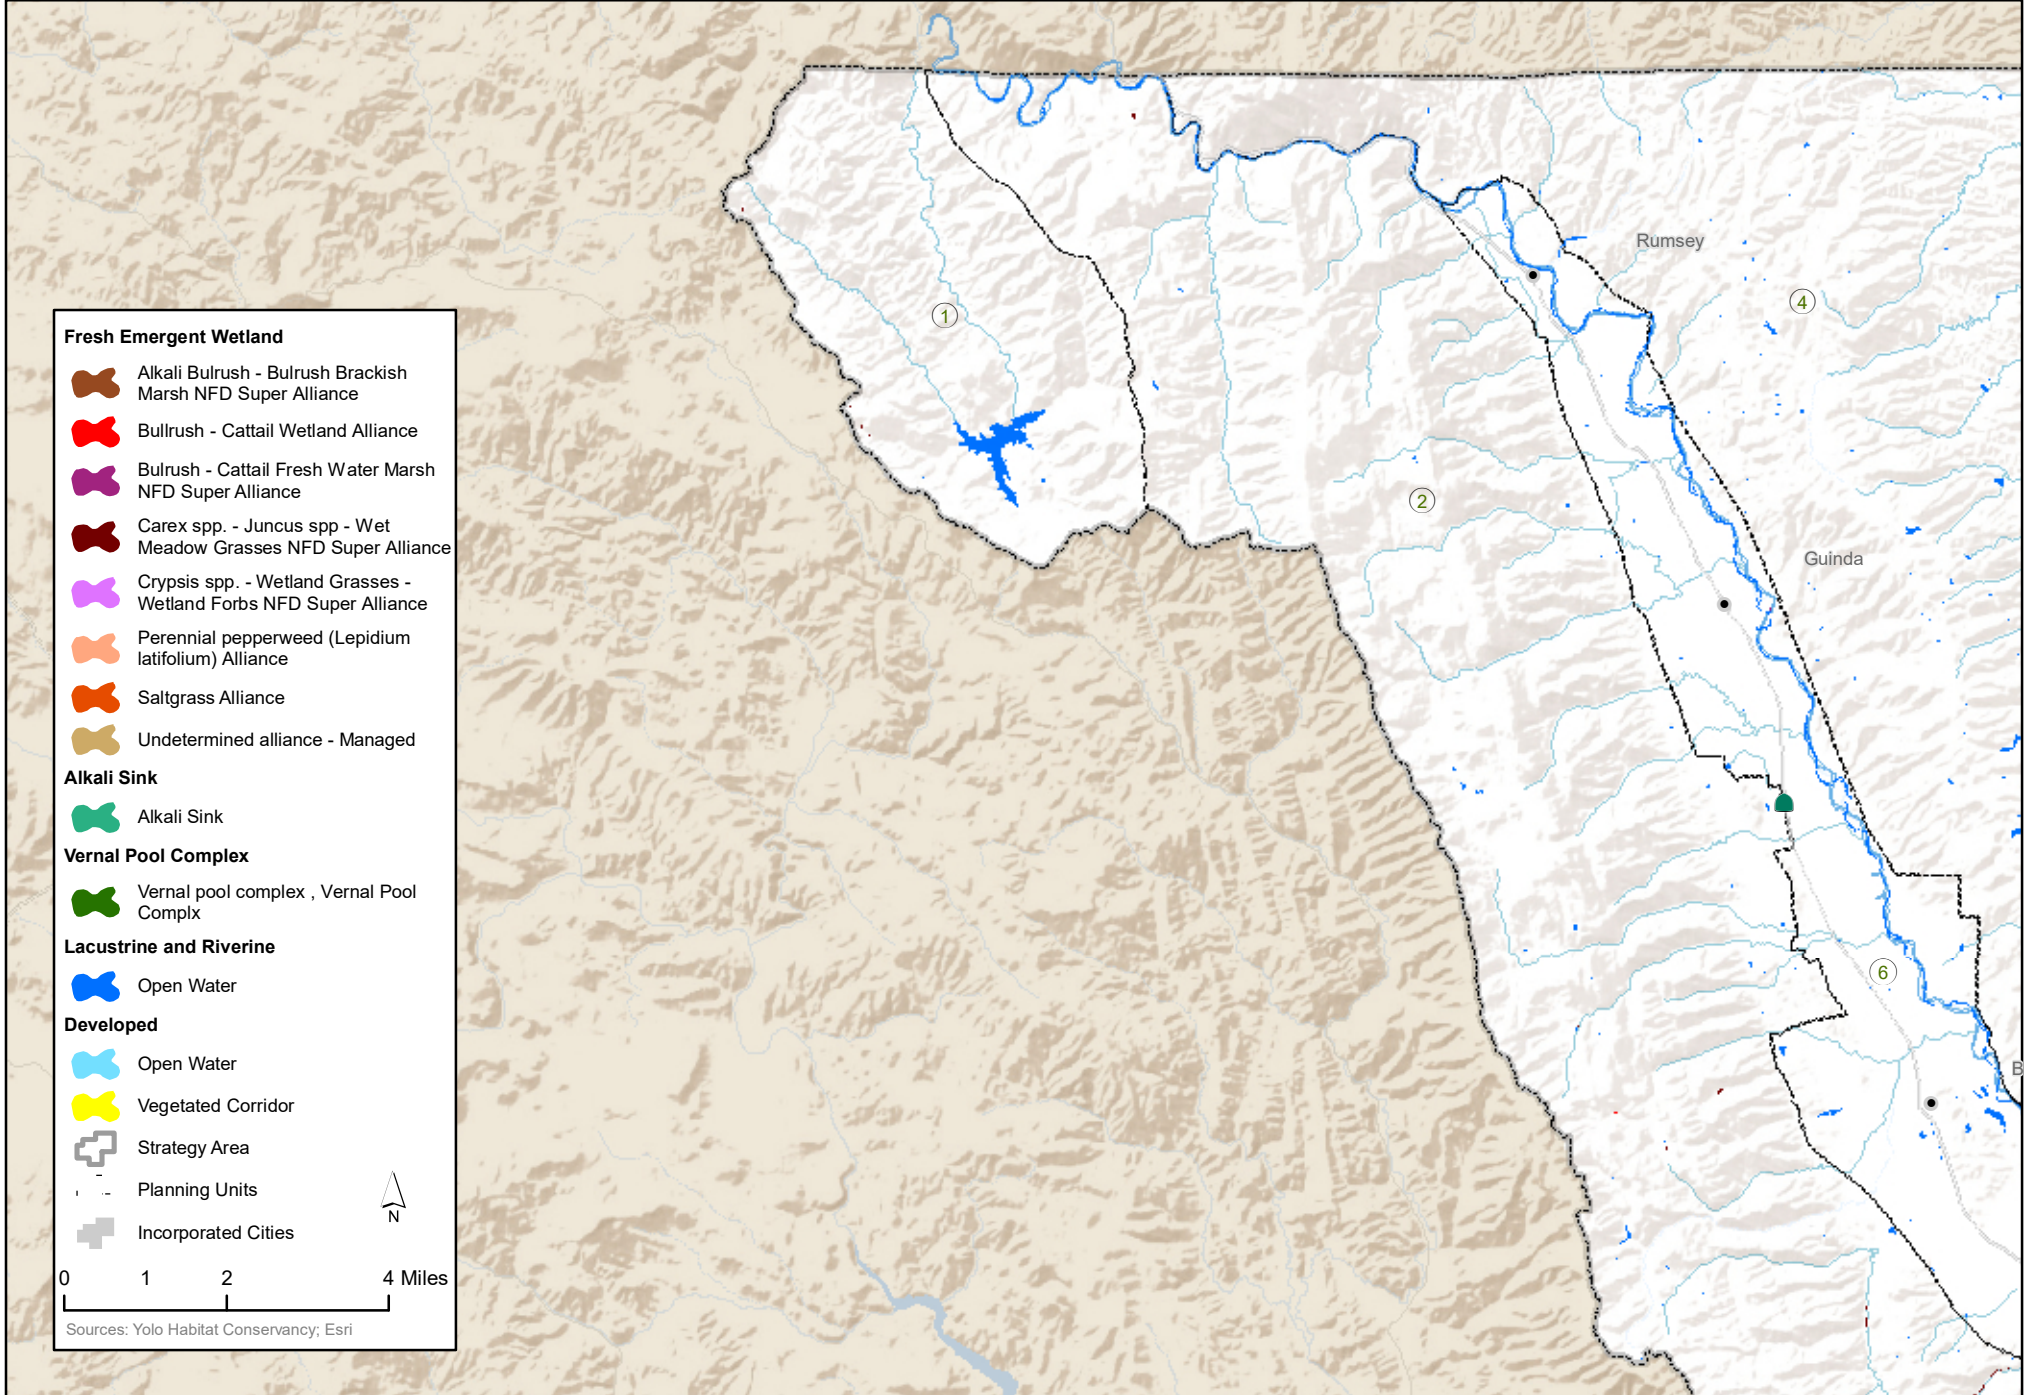 Fresh Emergent Wetland
Alkali Bulrush - Bulrush Brackish
Marsh NFD Super Alliance
Bullrush - Cattail Wetland Alliance
Bulrush - Cattail Fresh Water Marsh
NFD Super Alliance
Carex spp. - Juncus spp - Wet
Meadow Grasses NFD Super Alliance
Crypsis spp. - Wetland Grasses -
Wetland Forbs NFD Super Alliance
Perennial pepperweed (Lepidium
latifolium) Alliance
Saltgrass Alliance
Undetermined alliance - Managed
Alkali Sink
Alkali Sink
Vernal Pool Complex
Vernal pool complex , Vernal Pool
Complx
Lacustrine and Riverine
Open Water
Developed
Open Water
Vegetated Corridor
Strategy Area
Planning Units
Incorporated Cities
N
0 1 2 4 Miles
Sources: Yolo Habitat Conservancy; Esri
Rumsey
4
1
2
Guinda
6
B